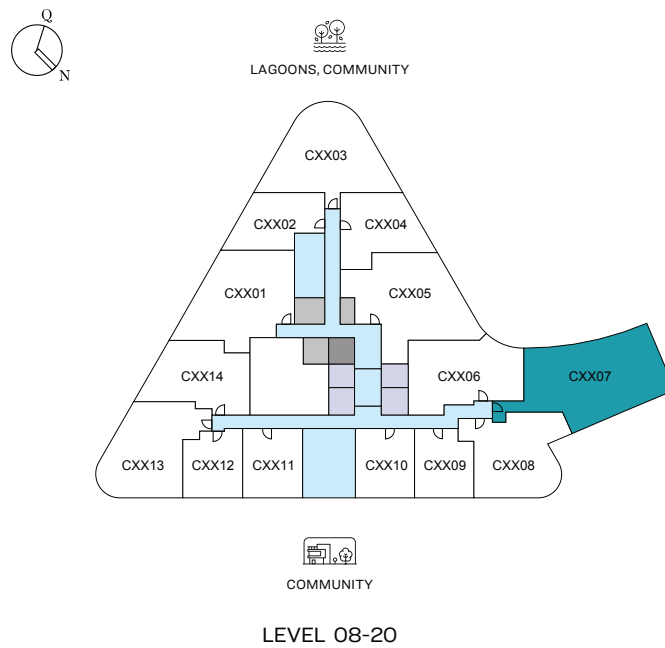 Q
N
LAGOONS, COMMUNITY
CXX03
CXX02
CXX04
CXX01
CXX05
CXX14
CXX06
CXX07
CXX13
CXX12
CXX11
CXX10
CXX09
CXX08
COMMUNITY
LEVEL 08-20